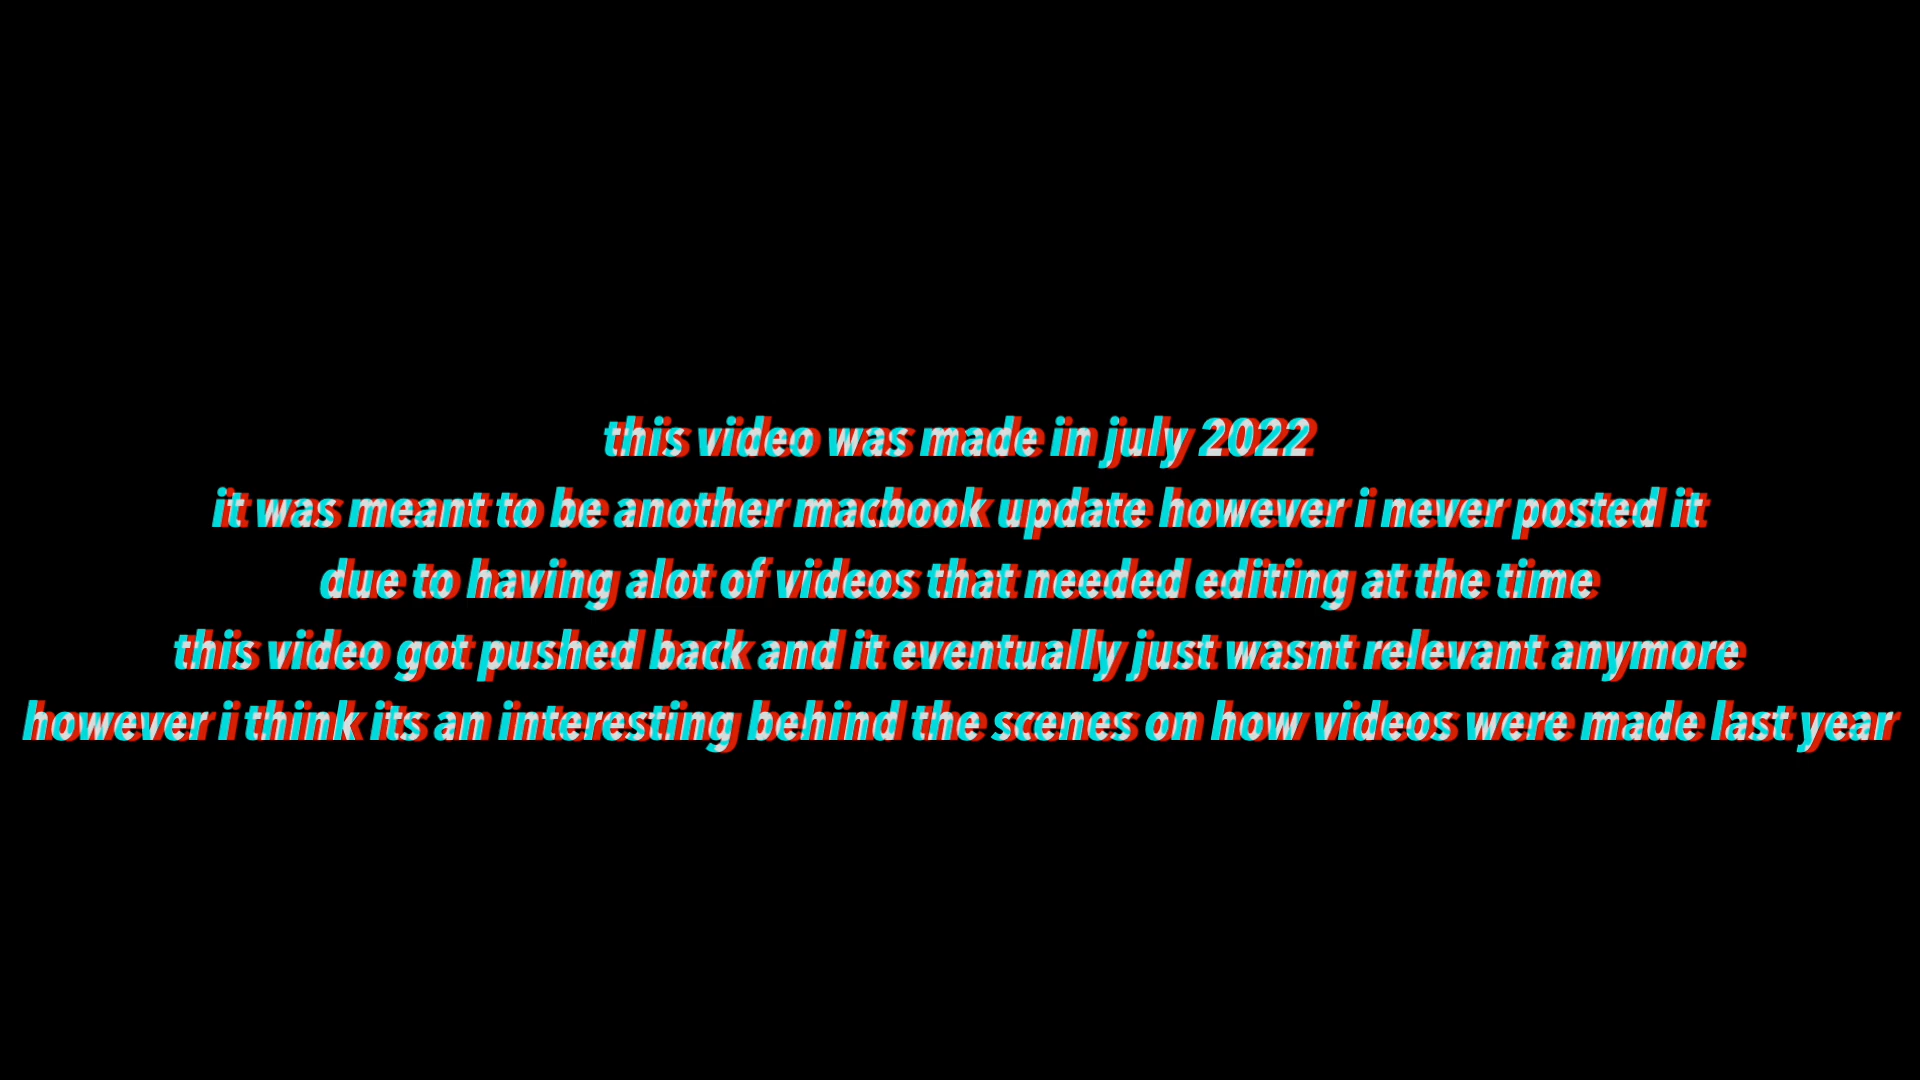 this video was made in july 2022
it was meant to be another macbook update however i never posted it
due to having alot of videos that needed editing at the time
this video got pushed back and it eventually just wasnt relevant anymore
however i think its an interesting behind the scenes on how videos were made last year